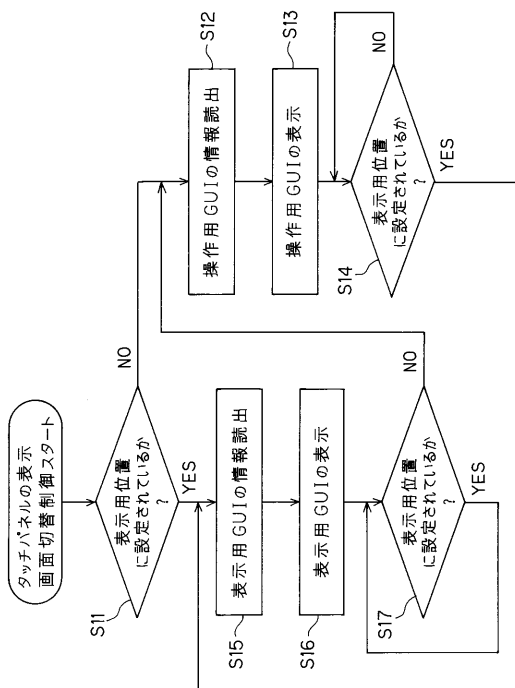 タッチパネルの表示
画面切替制御スタート
S11
表示用位置
に設定されているか
?
NO
YES
S12
操作用GUIの情報読出
S13
操作用GUIの表示
S14
表示用位置
に設定されているか
?
NO
YES
S15
表示用GUIの情報読出
S16
表示用GUIの表示
S17
表示用位置
に設定されているか
?
NO
YES